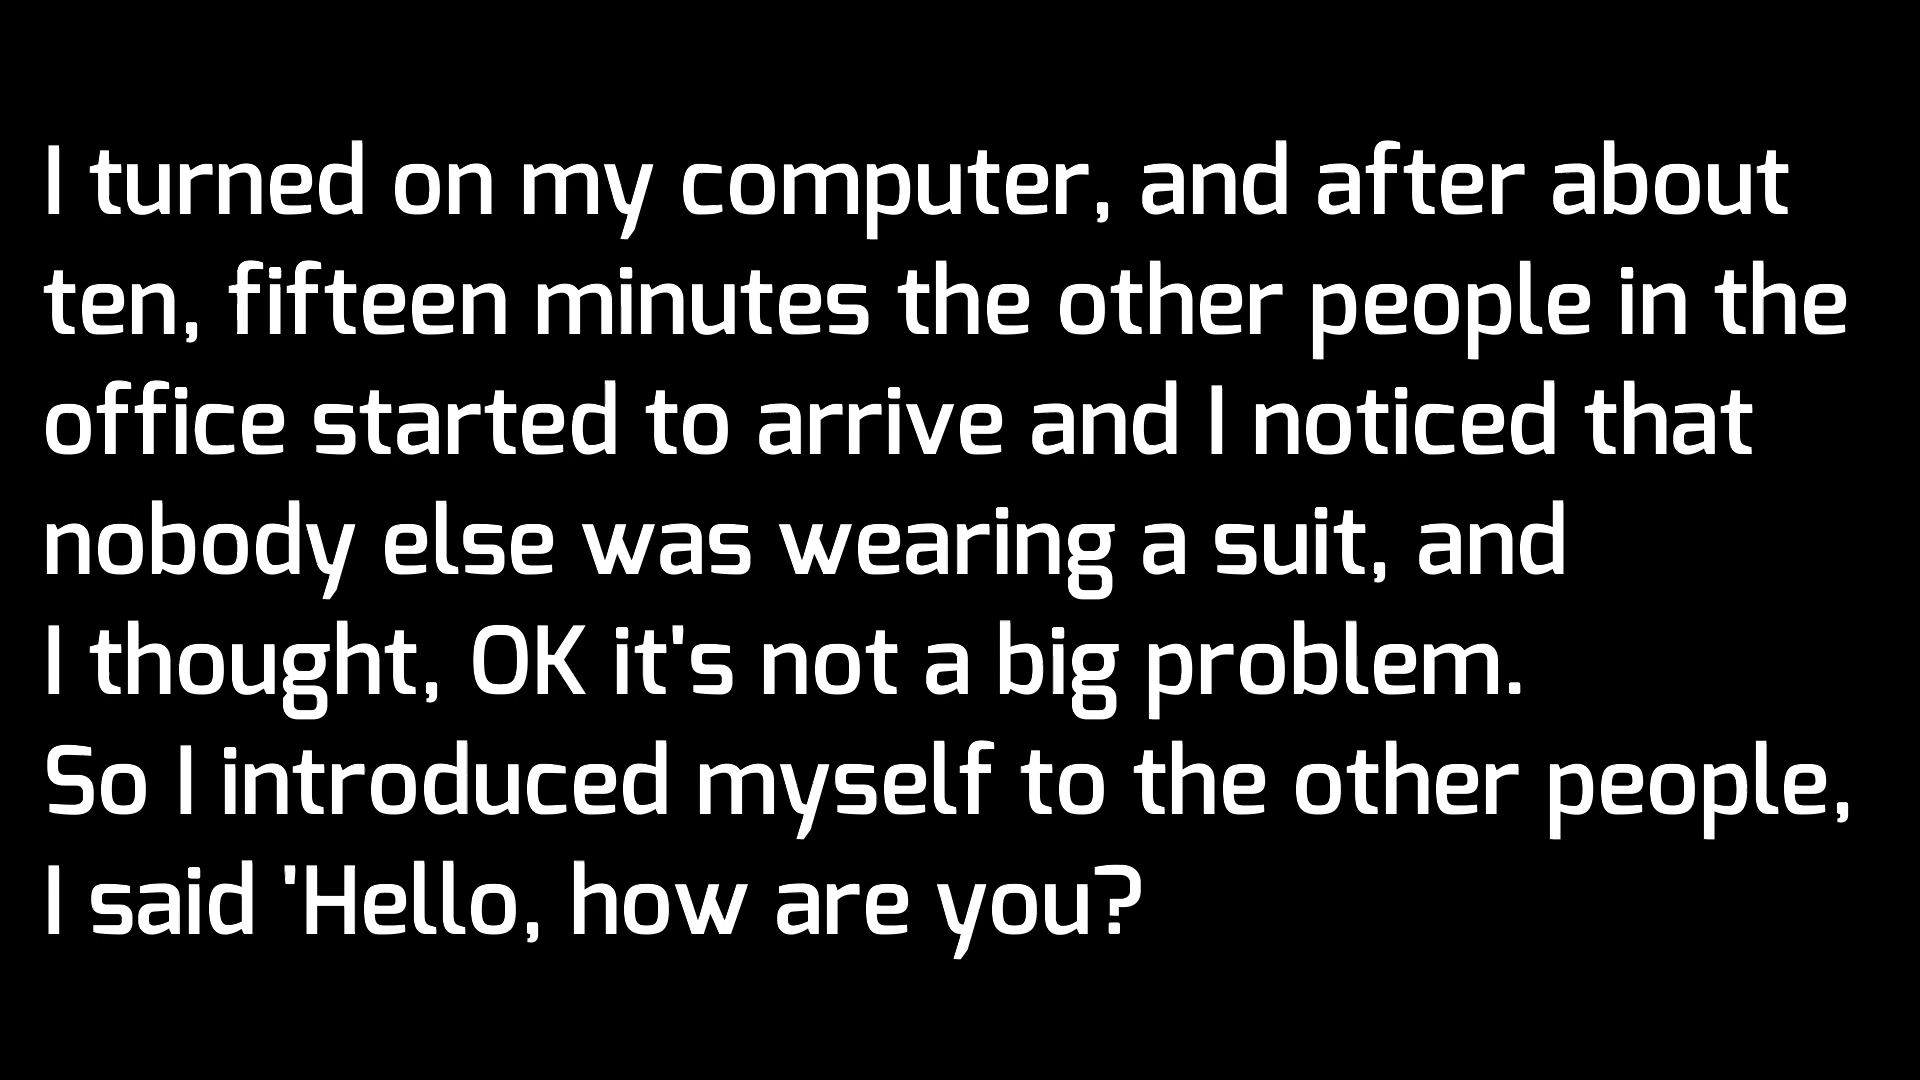 I turned on my computer, and after about
ten, fifteen minutes the other people in the
office started to arrive and I noticed that
nobody else was wearing a suit, and
I thought, OK it's not a big problem.
So I introduced myself to the other people,
I said 'Hello, how are you?